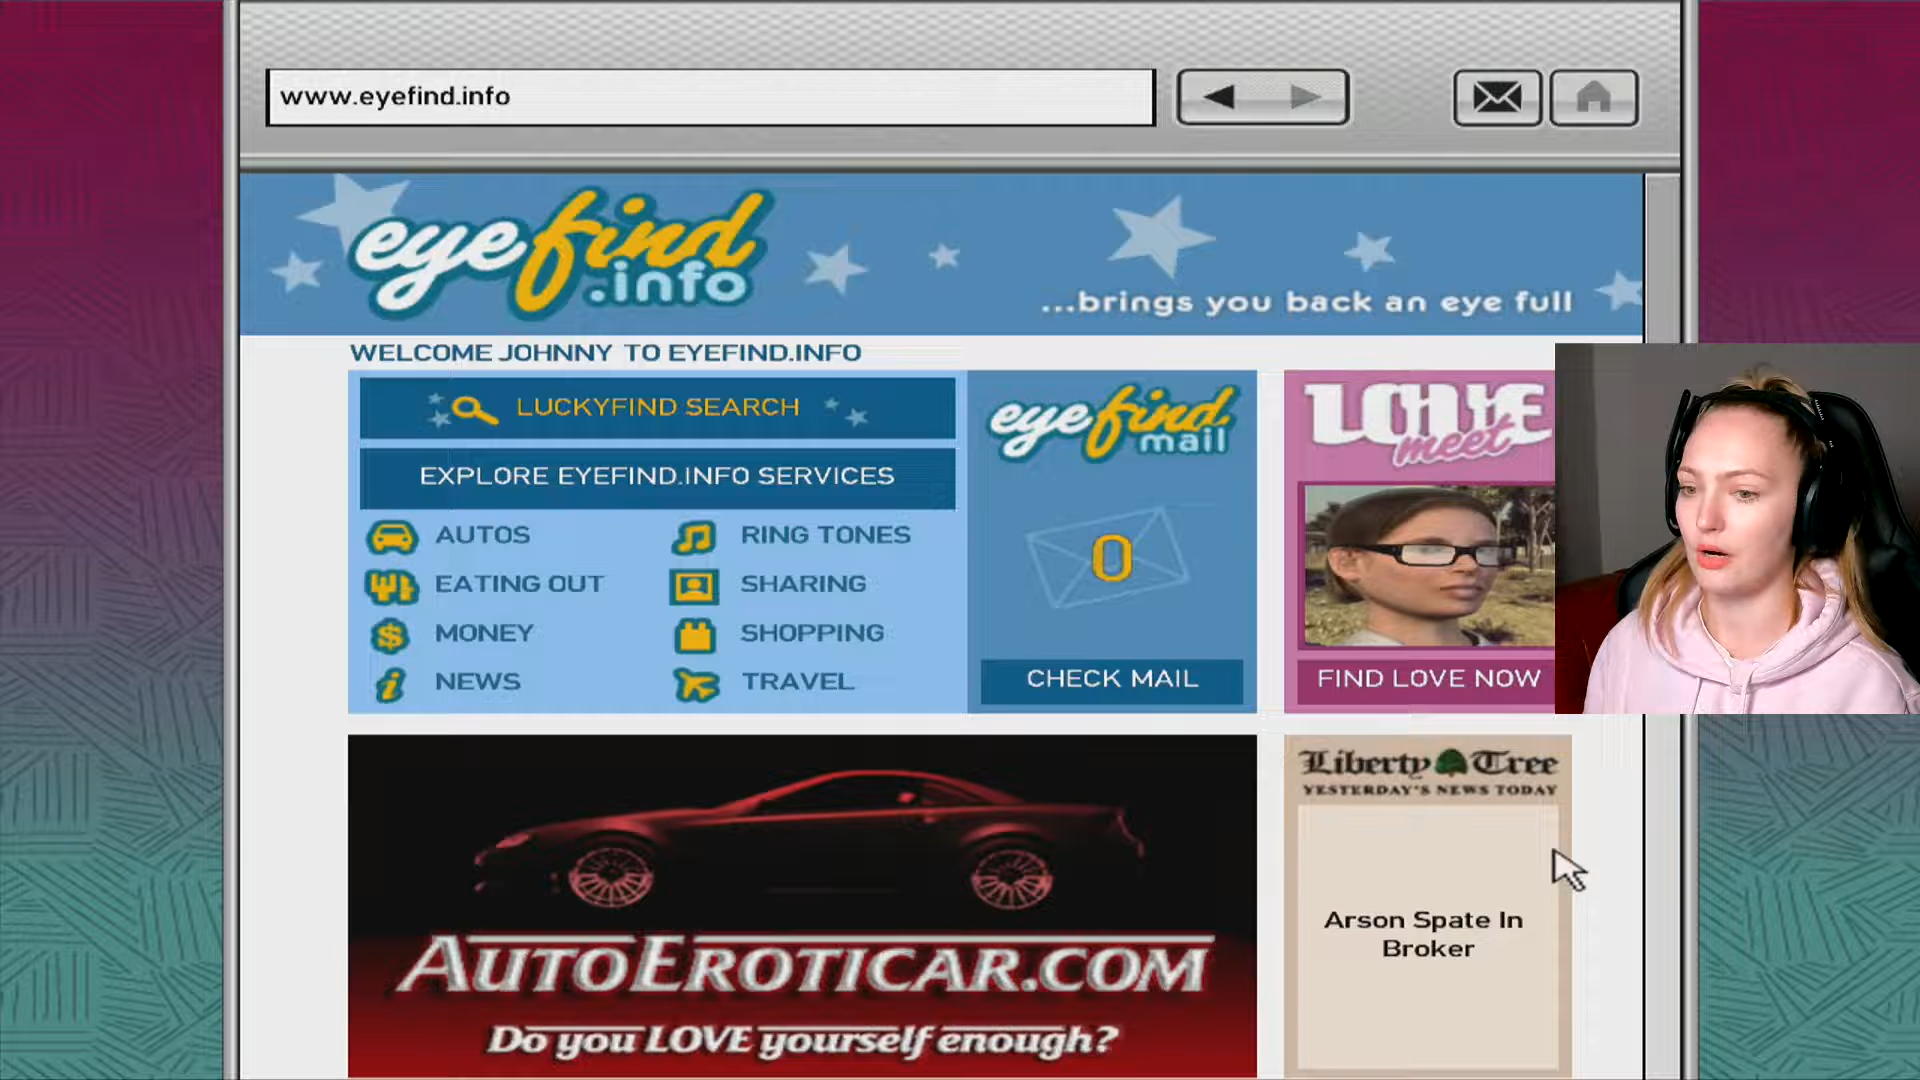 www.eyefind.info
eyefind
.info
...brings you back an eye full
WELCOME JOHNNY TO EYEFIND.INFO
LUCKYFIND SEARCH
EXPLORE EYEFIND.INFO SERVICES
AUTOS
RING TONES
EATING OUT
SHARING
MONEY
SHOPPING
NEWS
TRAVEL
eyefind
mail
0
CHECK MAIL
LOVE
meet
FIND LOVE NOW
AUTOEROTICAR.COM
Do you LOVE yourself enough?
Liberty Tree
YESTERDAY'S NEWS TODAY
Arson Spate In
Broker